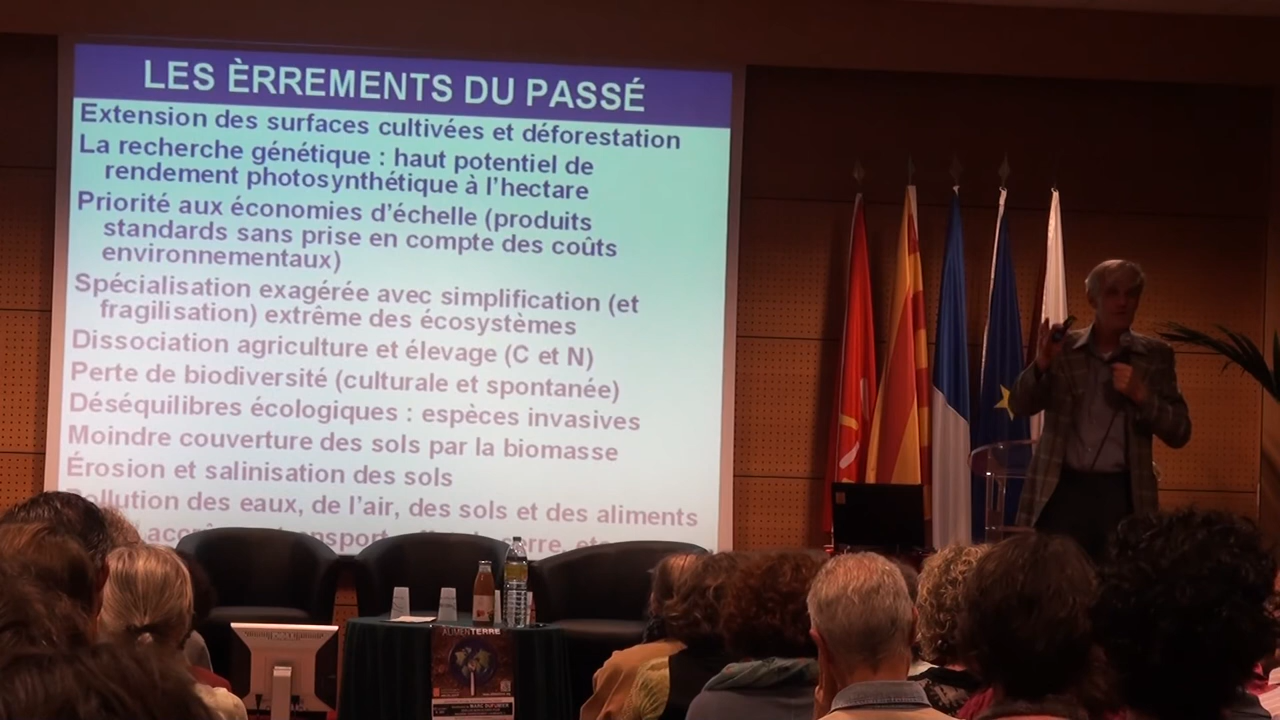 LES ÈRREMENTS DU PASSÉ
Extension des surfaces cultivées et déforestation
La recherche génétique : haut potentiel de
rendement photosynthétique à l'hectare
Priorité aux économies d'échelle (produits
standards sans prise en compte des coûts
environnementaux)
Spécialisation exagérée avec simplification (et
fragilisation) extrême des écosystèmes
Dissociation agriculture et élevage (C et N)
Perte de biodiversité (culturale et spontanée)
Déséquilibres écologiques : espèces invasives
Moindre couverture des sols par la biomasse
Érosion et salinisation des sols
Pollution des eaux, de l'air, des sols et des aliments
ALIMENTERRE
MARC DUFUMIER